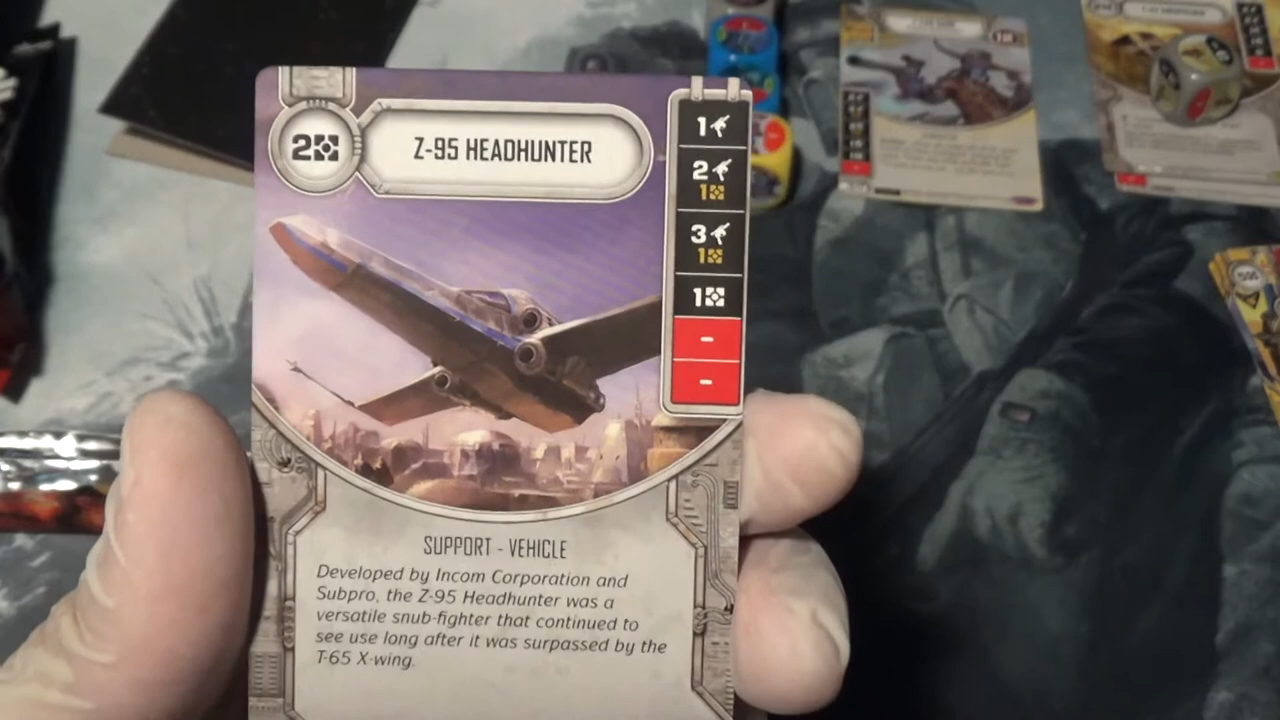 2
Z-95 HEADHUNTER
1
2
1
3
1
1
-
-
SUPPORT - VEHICLE
Developed by Incom Corporation and
Subpro, the Z-95 Headhunter was a
versatile snub-fighter that continued to
see use long after it was surpassed by the
T-65 X-wing.